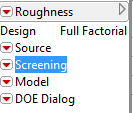 Roughness
Design Full Factorial
Source
Screening
Model
DOE Dialog